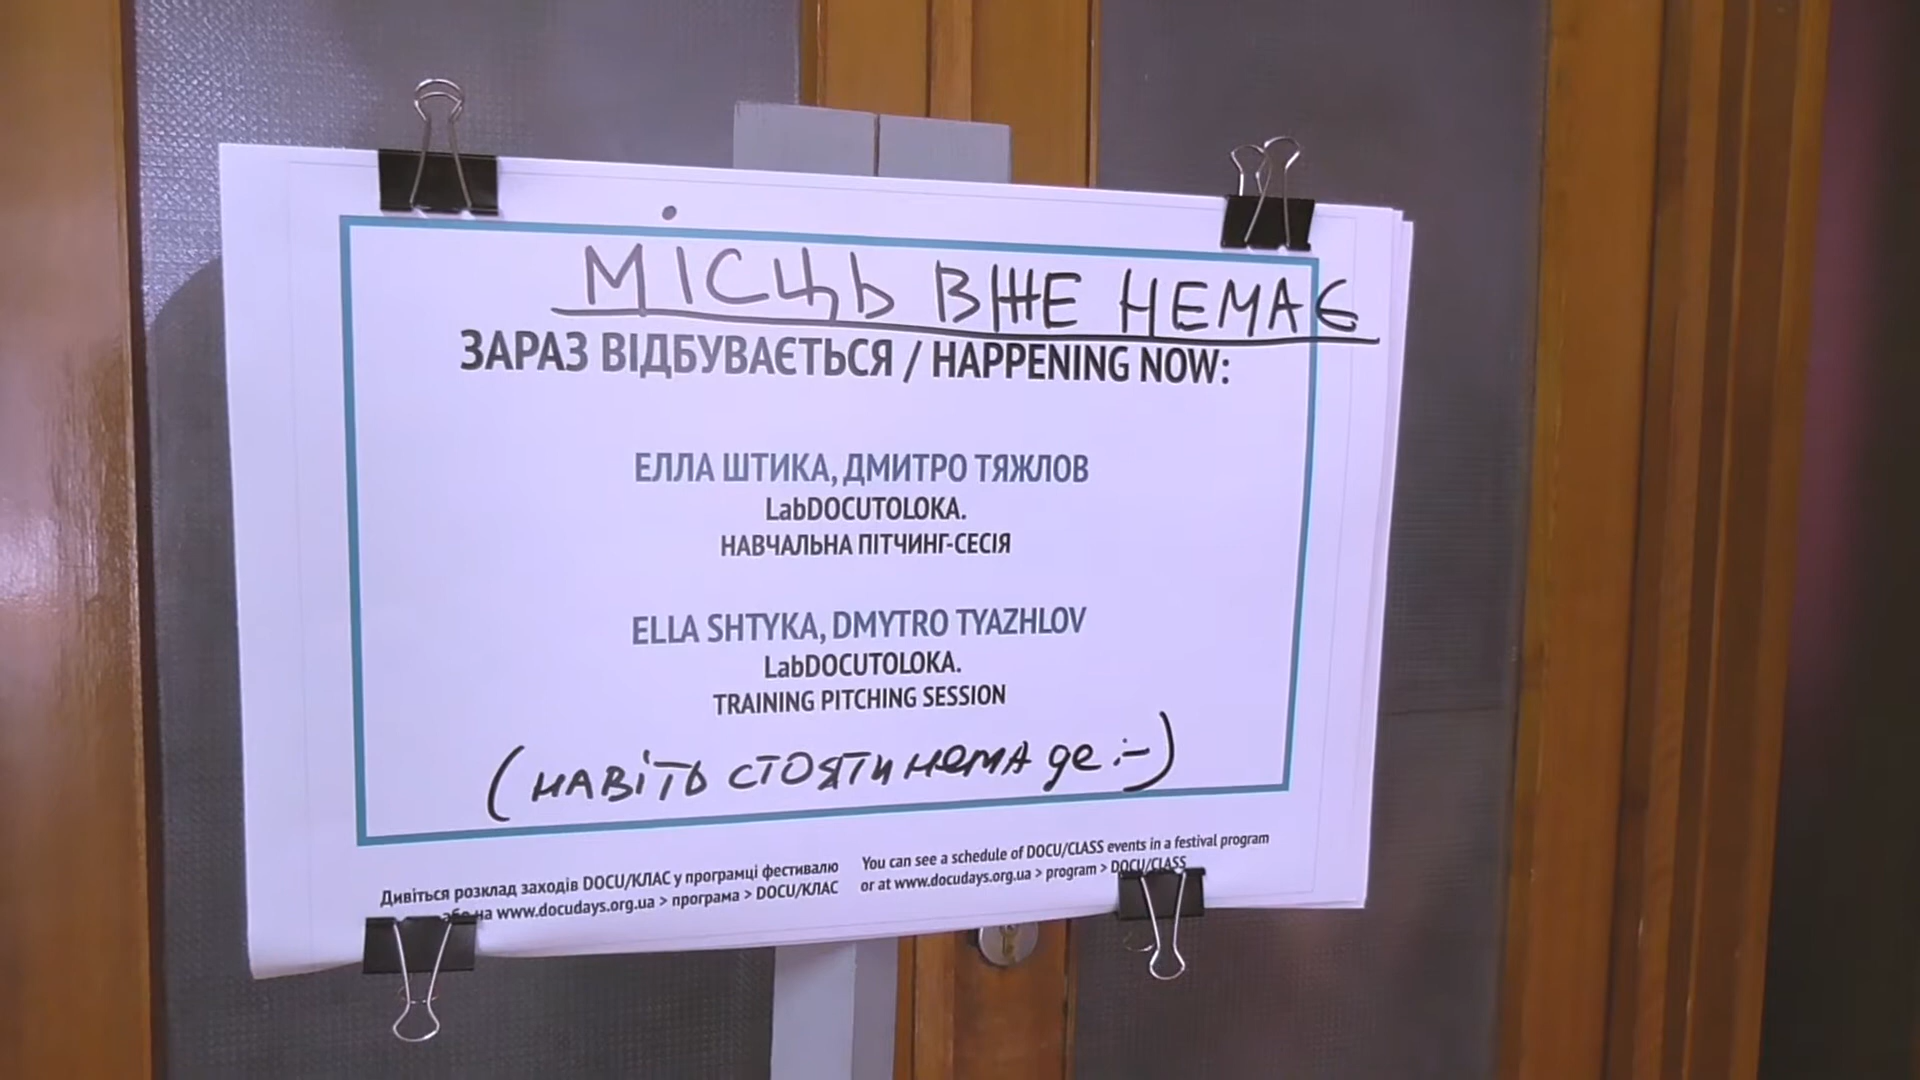 МІСЦЬ ВЖЕ НЕМАЄ
ЗАРАЗ ВІДБУВАЄТЬСЯ / HAPPENING NOW:
ЕЛЛА ШТИКА, ДМИТРО ТЯЖЛОВ
LabDOCUTOLOKA.
НАВЧАЛЬНА ПІТЧИНГ-СЕСІЯ
ELLA SHTYKA, DMYTRO TYAZHLOV
LabDOCUTOLOKA.
TRAINING PITCHING SESSION
(НАВІТЬ СТОЯТИ НЕМА ДЕ :-)
Дивіться розклад заходів DOCU/КЛАС у програмці фестивалю
або на www.docudays.org.ua > програма > DOCU/КЛАС
You can see a schedule of DOCU/CLASS events in a festival program
or at www.docudays.org.ua > program > DOCU/CLASS